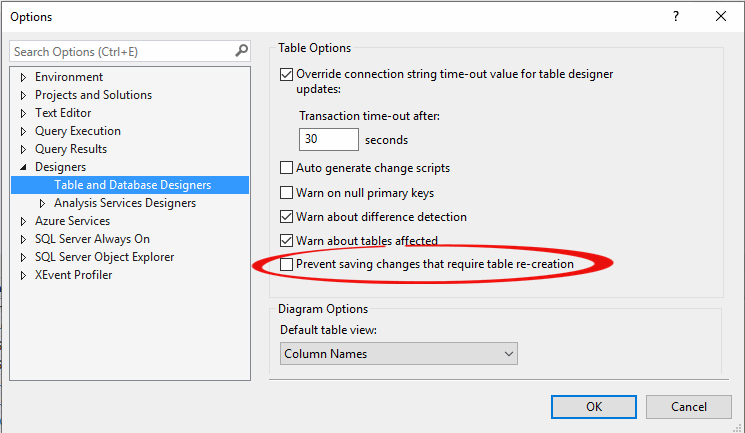 Options
Search Options (Ctrl+E)
Environment
Projects and Solutions
Text Editor
Query Execution
Query Results
Designers
Table and Database Designers
Analysis Services Designers
Azure Services
SQL Server Always On
SQL Server Object Explorer
XEvent Profiler
Table Options
Override connection string time-out value for table designer
updates:
Transaction time-out after:
30 seconds
Auto generate change scripts
Warn on null primary keys
Warn about difference detection
Warn about tables affected
Prevent saving changes that require table re-creation
Diagram Options
Default table view:
Column Names
OK Cancel